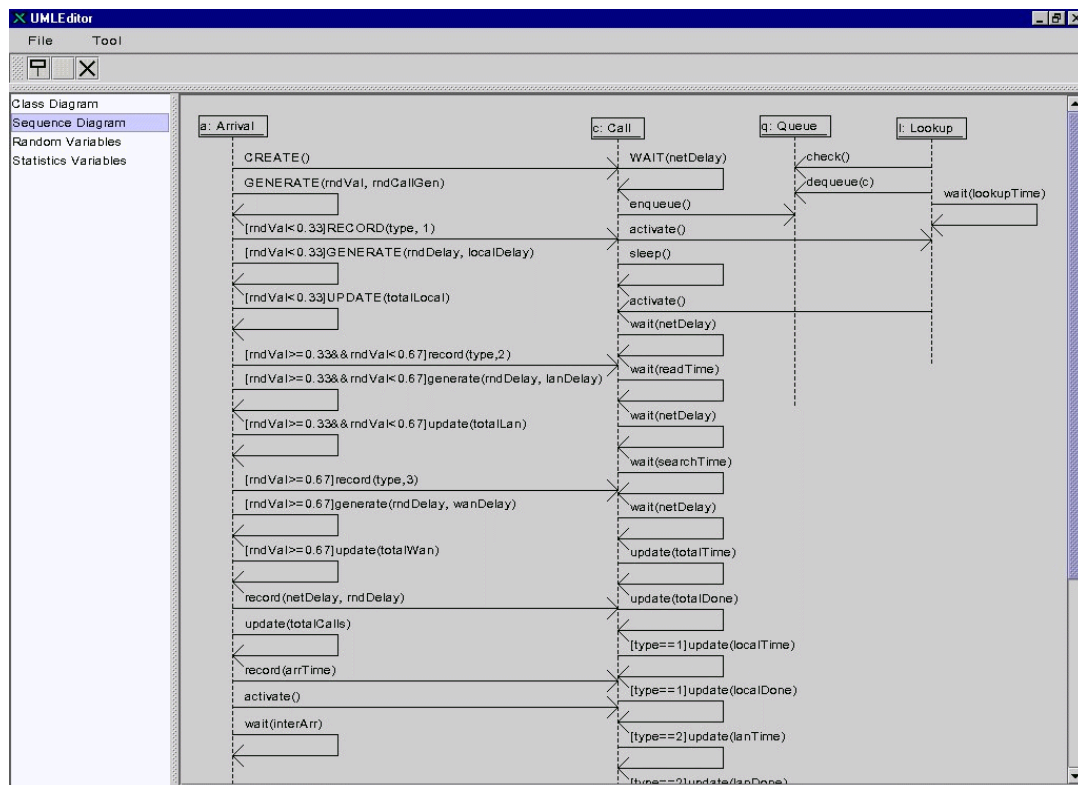 UMLEditor
File Tool
Class Diagram
Sequence Diagram
Random Variables
Statistics Variables
a: Arrival
c: Call
q: Queue
l: Lookup
CREATE()
GENERATE(rndVal, rndCallGen)
[rndVal<0.33]RECORD(type, 1)
[rndVal<0.33]GENERATE(rndDelay, localDelay)
[rndVal<0.33]UPDATE(totalLocal)
[rndVal>=0.33&&rndVal<0.67]record(type,2)
[rndVal>=0.33&&rndVal<0.67]generate(rndDelay, lanDelay)
[rndVal>=0.33&&rndVal<0.67]update(totalLan)
[rndVal>=0.67]record(type,3)
[rndVal>=0.67]generate(rndDelay, wanDelay)
[rndVal>=0.67]update(totalWan)
record(netDelay, rndDelay)
update(totalCalls)
record(arrTime)
activate()
wait(interArr)
WAIT(netDelay)
enqueue()
activate()
sleep()
activate()
wait(netDelay)
wait(readTime)
wait(netDelay)
wait(searchTime)
wait(netDelay)
update(totalTime)
update(totalDone)
[type==1]update(localTime)
[type==1]update(localDone)
[type==2]update(lanTime)
[type==2]update(lanDone)
check()
dequeue(c)
wait(lookupTime)